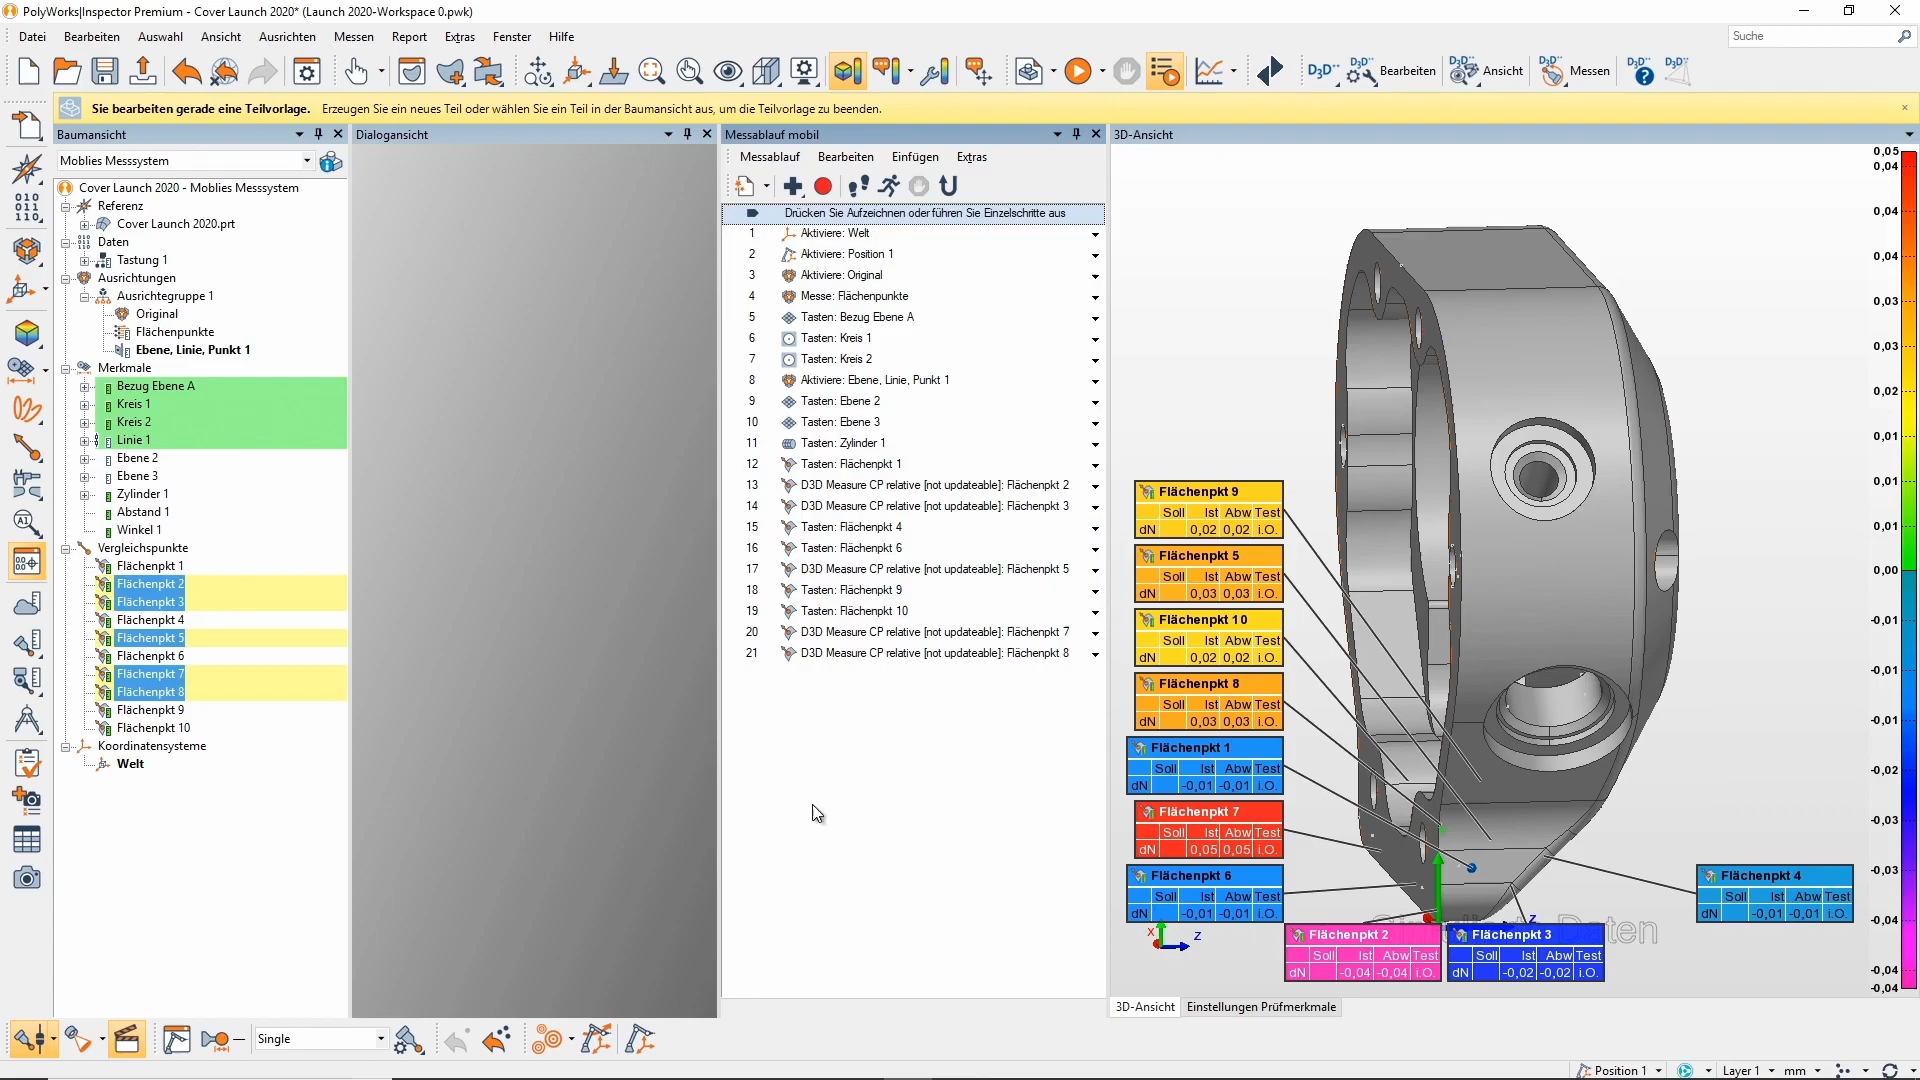 PolyWorks|Inspector Premium - Cover Launch 2020* (Launch 2020-Workspace 0.pwk)
Datei Bearbeiten Auswahl Ansicht Ausrichten Messen Report Extras Fenster Hilfe
Suche
D3D Bearbeiten D3D Ansicht D3D Messen D3D D3D
Sie bearbeiten gerade eine Teilvorlage. Erzeugen Sie ein neues Teil oder wählen Sie ein Teil in der Baumansicht aus, um die Teilvorlage zu beenden.
Baumansicht
Moblies Messsystem
Cover Launch 2020 - Moblies Messsystem
Referenz
Cover Launch 2020.prt
Daten
Tastung 1
Ausrichtungen
Ausrichtegruppe 1
Original
Flächenpunkte
Ebene, Linie, Punkt 1
Merkmale
Bezug Ebene A
Kreis 1
Kreis 2
Linie 1
Ebene 2
Ebene 3
Zylinder 1
Abstand 1
Winkel 1
Vergleichspunkte
Flächenpkt 1
Flächenpkt 2
Flächenpkt 3
Flächenpkt 4
Flächenpkt 5
Flächenpkt 6
Flächenpkt 7
Flächenpkt 8
Flächenpkt 9
Flächenpkt 10
Koordinatensysteme
Welt
Dialogansicht
Messablauf mobil
Messablauf Bearbeiten Einfügen Extras
Drücken Sie Aufzeichnen oder führen Sie Einzelschritte aus
1 Aktiviere: Welt
2 Aktiviere: Position 1
3 Aktiviere: Original
4 Messe: Flächenpunkte
5 Tasten: Bezug Ebene A
6 Tasten: Kreis 1
7 Tasten: Kreis 2
8 Aktiviere: Ebene, Linie, Punkt 1
9 Tasten: Ebene 2
10 Tasten: Ebene 3
11 Tasten: Zylinder 1
12 Tasten: Flächenpkt 1
13 D3D Measure CP relative [not updateable]: Flächenpkt 2
14 D3D Measure CP relative [not updateable]: Flächenpkt 3
15 Tasten: Flächenpkt 4
16 Tasten: Flächenpkt 6
17 D3D Measure CP relative [not updateable]: Flächenpkt 5
18 Tasten: Flächenpkt 9
19 Tasten: Flächenpkt 10
20 D3D Measure CP relative [not updateable]: Flächenpkt 7
21 D3D Measure CP relative [not updateable]: Flächenpkt 8
3D-Ansicht
Flächenpkt 9
Soll Ist Abw Test
dN 0,02 0,02 i.O.
Flächenpkt 5
Soll Ist Abw Test
dN 0,03 0,03 i.O.
Flächenpkt 10
Soll Ist Abw Test
dN 0,02 0,02 i.O.
Flächenpkt 8
Soll Ist Abw Test
dN 0,03 0,03 i.O.
Flächenpkt 1
Soll Ist Abw Test
dN -0,01 -0,01 i.O.
Flächenpkt 7
Soll Ist Abw Test
dN 0,05 0,05 i.O.
Flächenpkt 6
Soll Ist Abw Test
dN -0,01 -0,01 i.O.
Flächenpkt 2
Soll Ist Abw Test
dN -0,04 -0,04 i.O.
Flächenpkt 3
Soll Ist Abw Test
dN -0,02 -0,02 i.O.
Flächenpkt 4
Soll Ist Abw Test
dN -0,01 -0,01 i.O.
X Z
Z
0,05
0,04
0,04
0,04
0,03
0,03
0,02
0,01
0,01
0,01
0,00
-0,01
-0,01
-0,01
-0,02
-0,03
-0,03
-0,04
-0,04
-0,04
3D-Ansicht Einstellungen Prüfmerkmale
Single
Position 1 Layer 1 mm